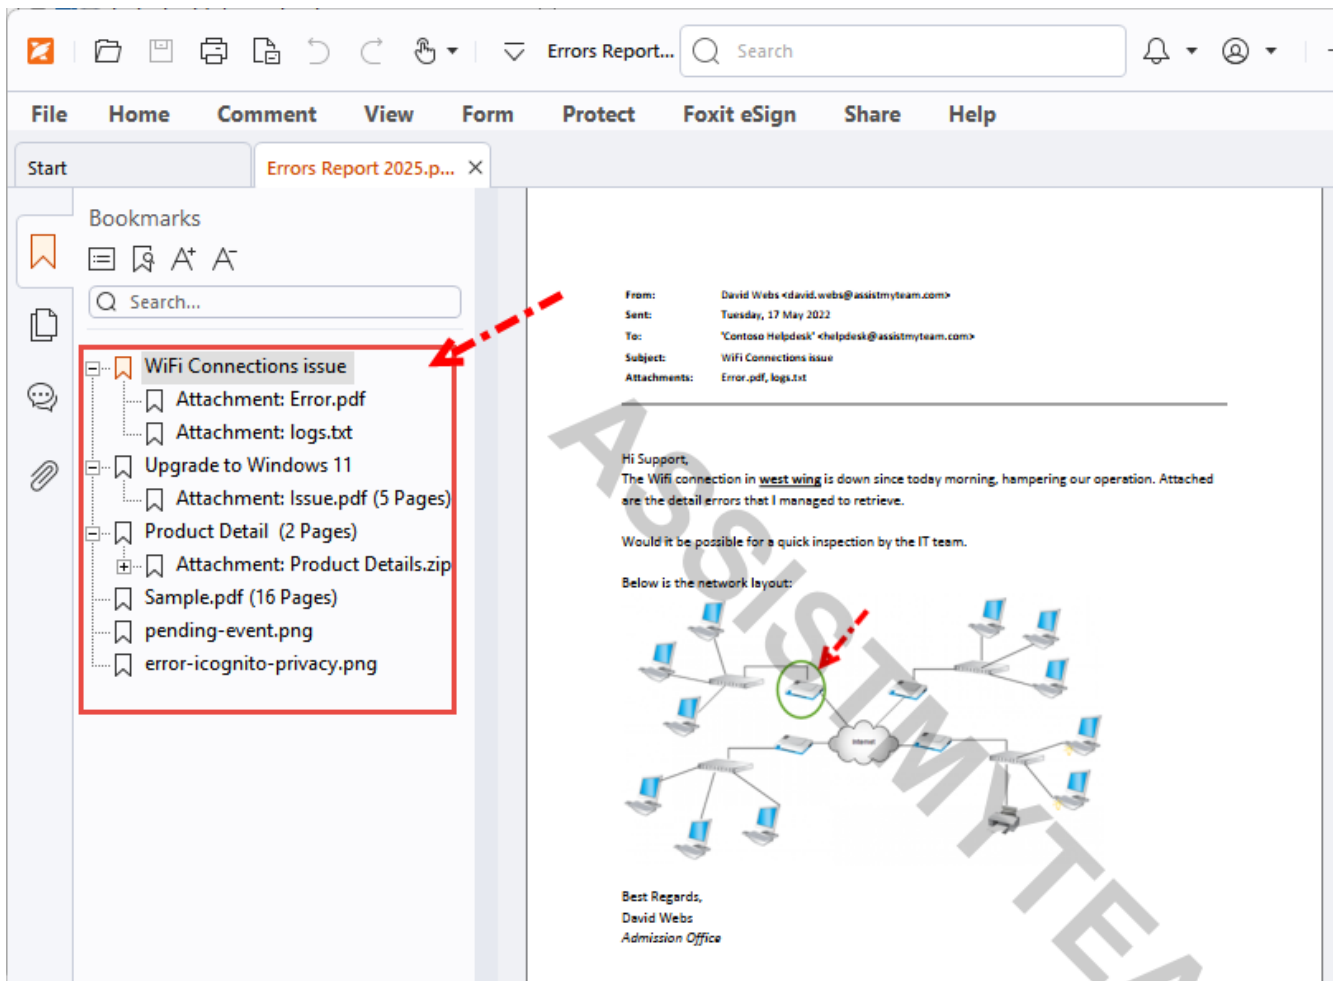 Errors Report...
Search
File Home Comment View Form Protect Foxit eSign Share Help
Start
Errors Report 2025.p...
Bookmarks
Search...
WiFi Connections issue
Attachment: Error.pdf
Attachment: logs.txt
Upgrade to Windows 11
Attachment: Issue.pdf (5 Pages)
Product Detail (2 Pages)
Attachment: Product Details.zip
Sample.pdf (16 Pages)
pending-event.png
error-icognito-privacy.png
From: David Webs <david.webs@assistmyteam.com>
Sent: Tuesday, 17 May 2022
To: 'Contoso Helpdesk' <helpdesk@assistmyteam.com>
Subject: WiFi Connections issue
Attachments: Error.pdf, logs.txt
Hi Support,
The Wifi connection in west wing is down since today morning, hampering our operation. Attached
are the detail errors that I managed to retrieve.
Would it be possible for a quick inspection by the IT team.
Below is the network layout:
Internet
Best Regards,
David Webs
Admission Office
ASSISTMYTEA